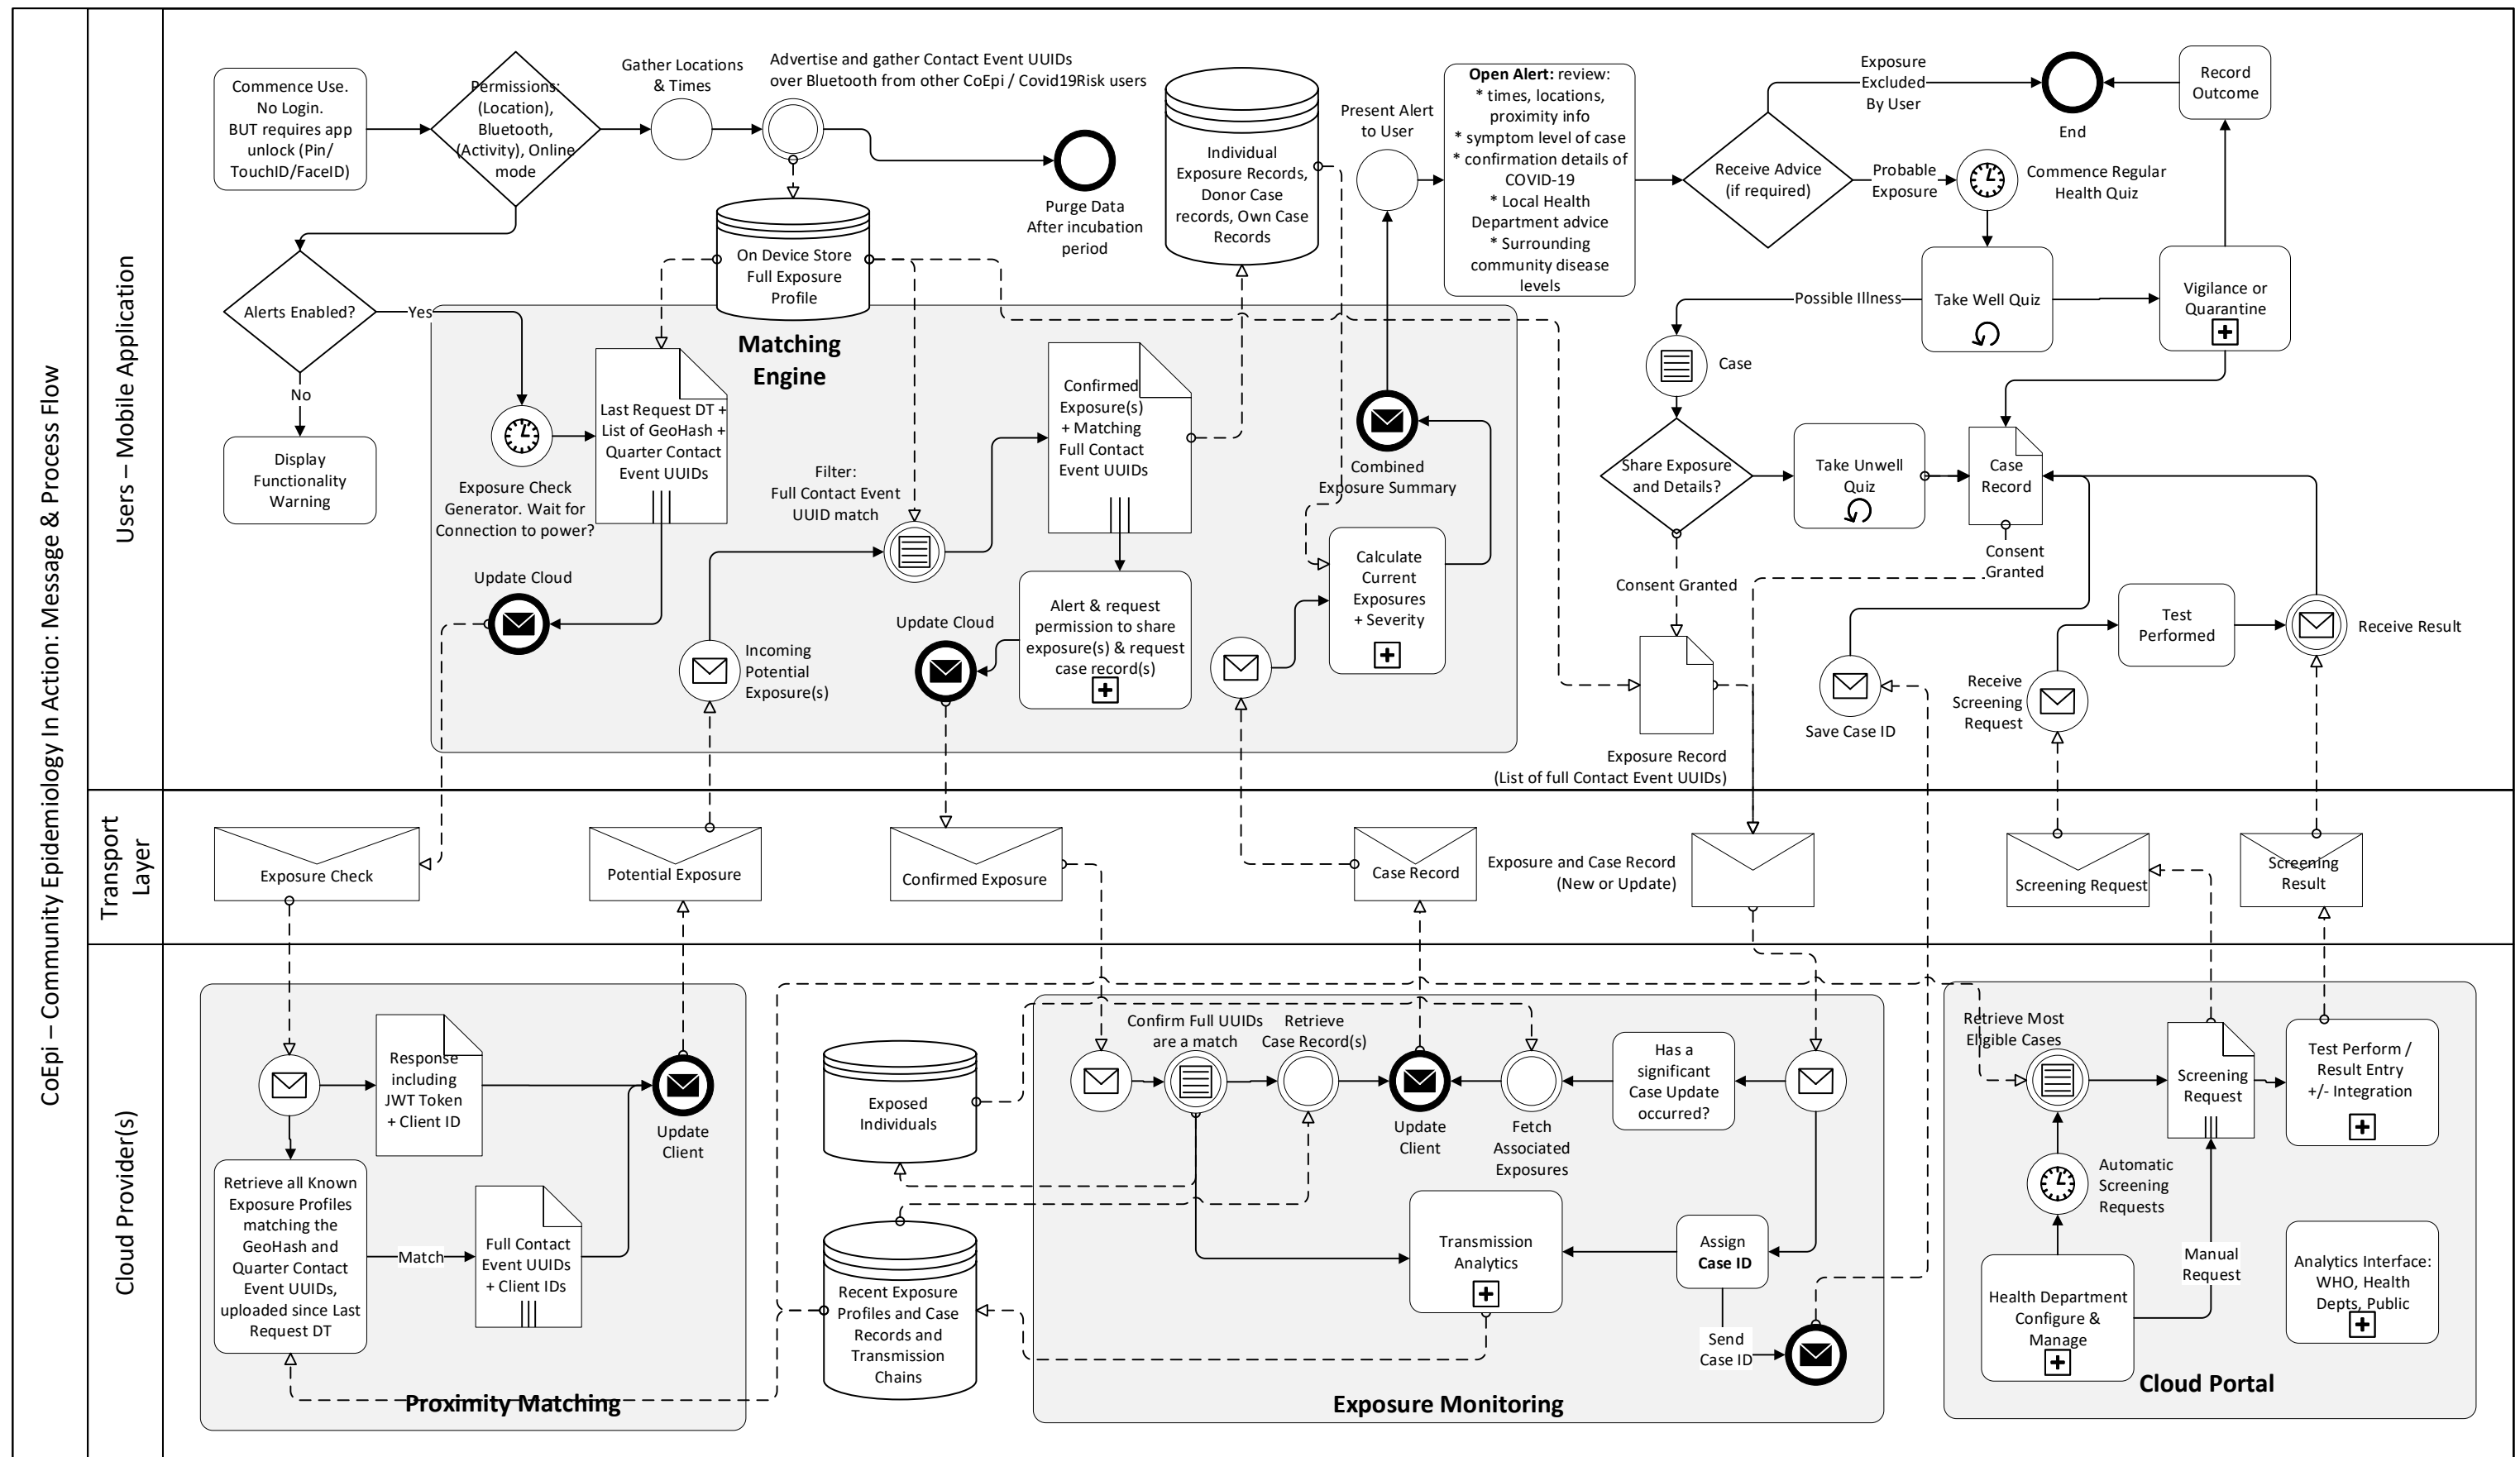 CoEpi – Community Epidemiology In Action: Message & Process Flow
Users – Mobile Application
Commence Use.
No Login.
BUT requires app
unlock (Pin/
TouchID/FaceID)
Permissions:
(Location),
Bluetooth,
(Activity), Online
mode
Gather Locations
& Times
Advertise and gather Contact Event UUIDs
over Bluetooth from other CoEpi / Covid19Risk users
Purge Data
After incubation
period
On Device Store
Full Exposure
Profile
Individual
Exposure Records,
Donor Case
records, Own Case
Records
Present Alert
to User
Open Alert: review:
* times, locations,
proximity info
* symptom level of case
* confirmation details of
COVID-19
* Local Health
Department advice
* Surrounding
community disease
levels
Receive Advice
(if required)
Exposure
Excluded
By User
End
Record
Outcome
Probable
Exposure
Commence Regular
Health Quiz
Take Well Quiz
Possible Illness
Vigilance or
Quarantine
Alerts Enabled?
Yes
No
Display
Functionality
Warning
Matching
Engine
Exposure Check
Generator. Wait for
Connection to power?
Last Request DT +
List of GeoHash +
Quarter Contact
Event UUIDs
Update Cloud
Incoming
Potential
Exposure(s)
Filter:
Full Contact Event
UUID match
Confirmed
Exposure(s)
+ Matching
Full Contact
Event UUIDs
Update Cloud
Alert & request
permission to share
exposure(s) & request
case record(s)
Combined
Exposure Summary
Calculate
Current
Exposures
+ Severity
Case
Share Exposure
and Details?
Take Unwell
Quiz
Case
Record
Consent
Granted
Consent Granted
Exposure Record
(List of full Contact Event UUIDs)
Save Case ID
Receive
Screening
Request
Test
Performed
Receive Result
Transport
Layer
Exposure Check
Potential Exposure
Confirmed Exposure
Case Record
Exposure and Case Record
(New or Update)
Screening Request
Screening
Result
Cloud Provider(s)
Response
including
JWT Token
+ Client ID
Update
Client
Retrieve all Known
Exposure Profiles
matching the
GeoHash and
Quarter Contact
Event UUIDs,
uploaded since Last
Request DT
Match
Full Contact
Event UUIDs
+ Client IDs
Proximity Matching
Exposed
Individuals
Recent Exposure
Profiles and Case
Records and
Transmission
Chains
Confirm Full UUIDs
are a match
Retrieve
Case Record(s)
Update
Client
Fetch
Associated
Exposures
Has a
significant
Case Update
occurred?
Transmission
Analytics
Assign
Case ID
Send
Case ID
Exposure Monitoring
Retrieve Most
Eligible Cases
Screening
Request
Test Perform /
Result Entry
+/- Integration
Automatic
Screening
Requests
Manual
Request
Health Department
Configure &
Manage
Analytics Interface:
WHO, Health
Depts, Public
Cloud Portal